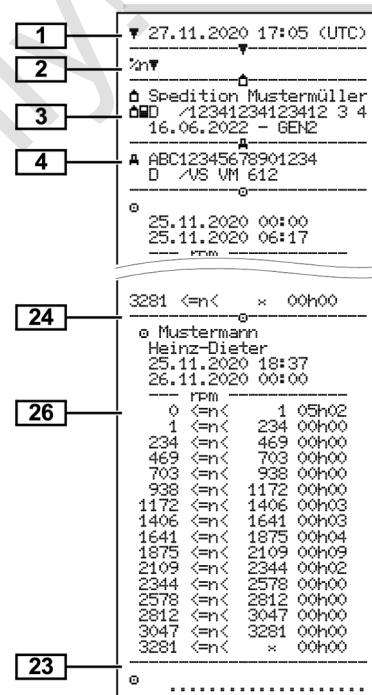 1 ▼ 27.11.2020 17:05 (UTC)
2 %n▼
Spedition Mustermüller
3 D /12341234123412 3 4
16.06.2022 - GEN2
4 ABC12345678901234
D /VS VM 612
25.11.2020 00:00
25.11.2020 06:17
--- rpm ---
3281 <=n< × 00h00
24
Mustermann
Heinz-Dieter
25.11.2020 18:37
26.11.2020 00:00
26 --- rpm ---
0 <=n< 1 05h02
1 <=n< 234 00h00
234 <=n< 469 00h00
469 <=n< 703 00h00
703 <=n< 938 00h00
938 <=n< 1172 00h00
1172 <=n< 1406 00h03
1406 <=n< 1641 00h03
1641 <=n< 1875 00h04
1875 <=n< 2109 00h09
2109 <=n< 2344 00h02
2344 <=n< 2578 00h00
2578 <=n< 2812 00h00
2812 <=n< 3047 00h00
3047 <=n< 3281 00h00
3281 <=n< × 00h00
23
....................